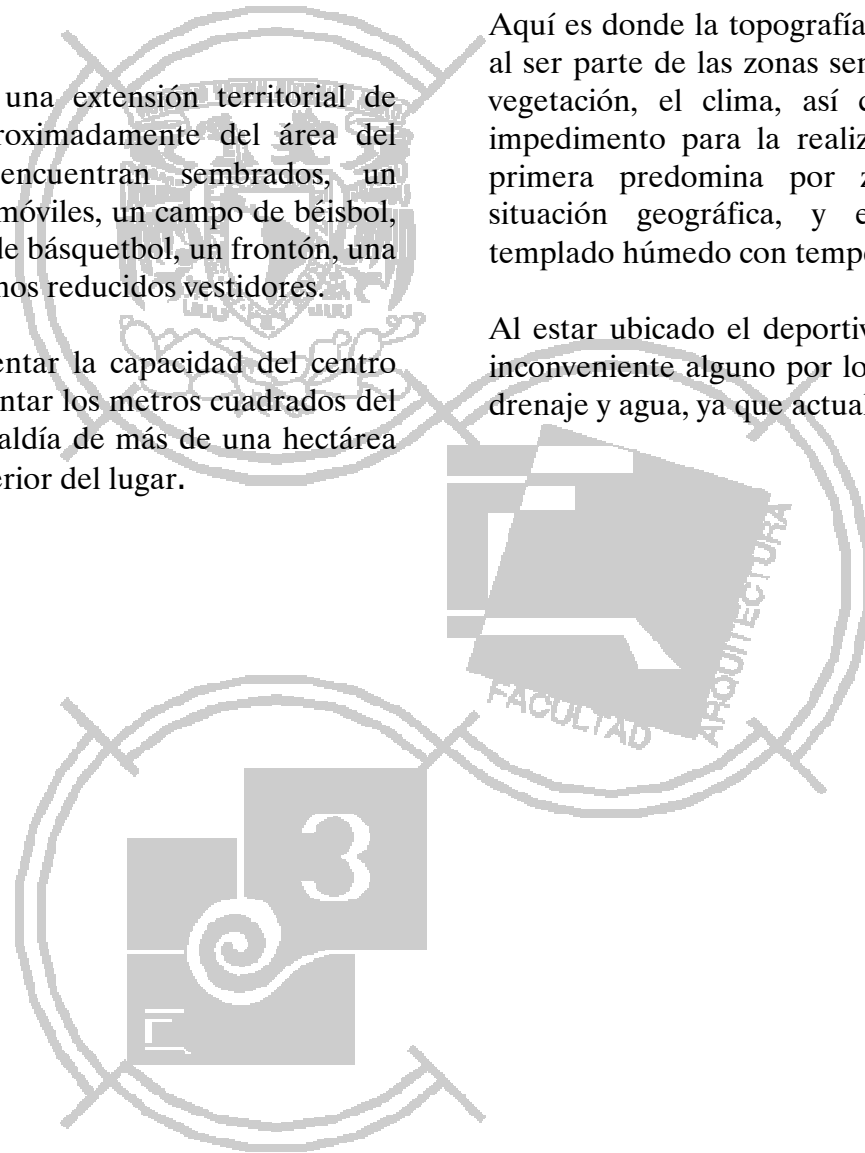 una extensión territorial de
roximadamente del área del
encuentran sembrados, un
móviles, un campo de béisbol,
de básquetbol, un frontón, una
nos reducidos vestidores.
entar la capacidad del centro
ntar los metros cuadrados del
aldía de más de una hectárea
erior del lugar.
Aquí es donde la topografía
al ser parte de las zonas ser
vegetación, el clima, así c
impedimento para la realiz
primera predomina por z
situación geográfica, y e
templado húmedo con tempe
Al estar ubicado el deportiv
inconveniente alguno por lo
drenaje y agua, ya que actual
FACULTAD
ARQUITECTURA
3